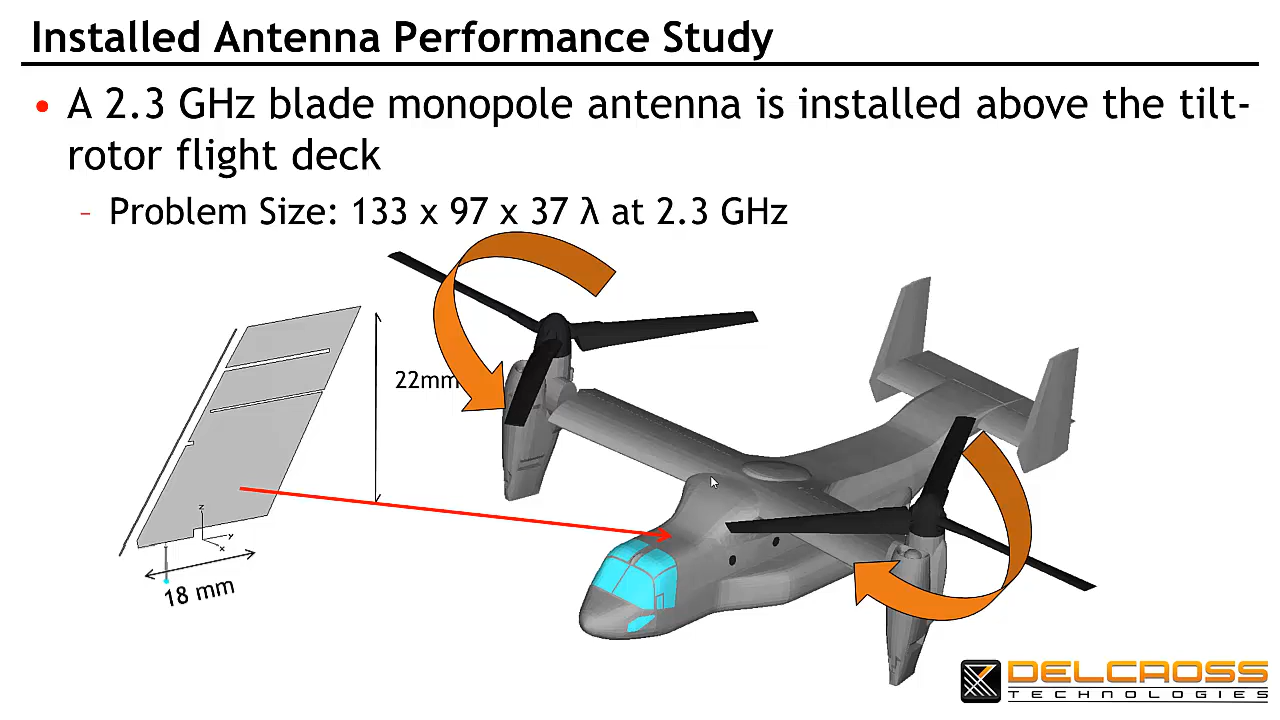 Installed Antenna Performance Study
• A 2.3 GHz blade monopole antenna is installed above the tilt-
rotor flight deck
– Problem Size: 133 x 97 x 37 λ at 2.3 GHz
22mm
z
y
x
18 mm
DELCROSS
TECHNOLOGIES